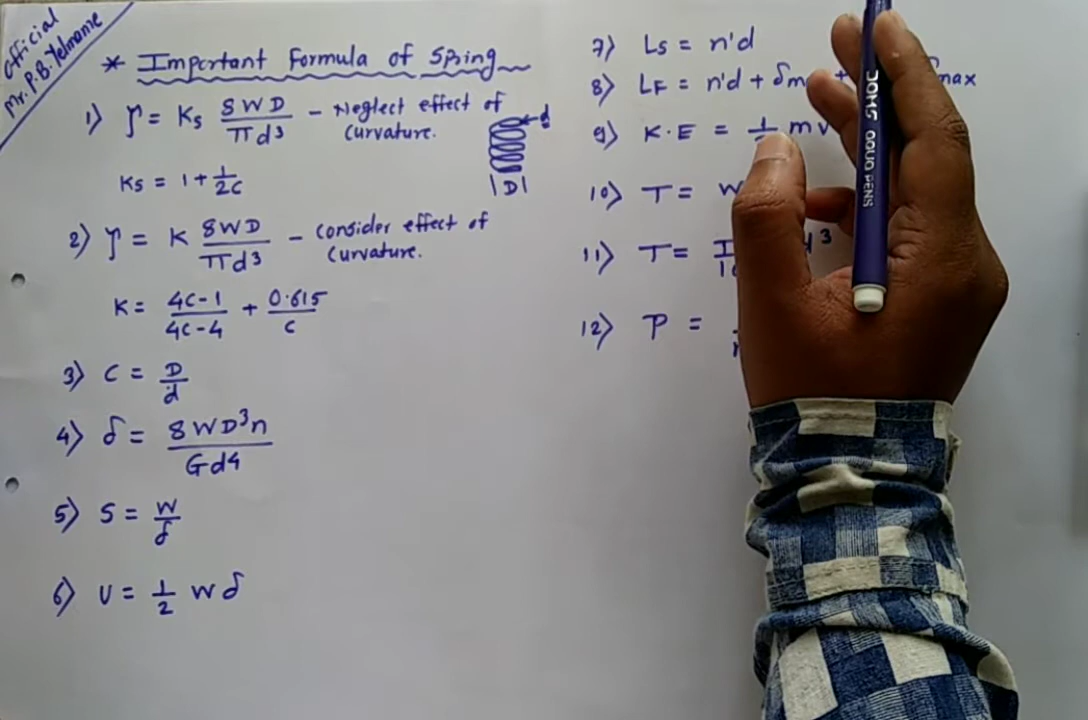 official
Mr. P.B. Yelmame
* Important Formula of Spring
1) τ = Ks 8WD / πd³ – Neglect effect of curvature.
d
|D|
Ks = 1 + 1/2C
2) τ = K 8WD / πd³ – consider effect of curvature.
K = 4C-1 / 4C-4 + 0.615 / C
3) C = D/d
4) δ = 8WD³n / Gd⁴
5) S = W/δ
6) U = 1/2 W δ
7) LS = n'd
8) LF = n'd + δm + max
9) K.E = 1 m v
10) T = W
11) T = 3
12) P =
DOMS
PENS